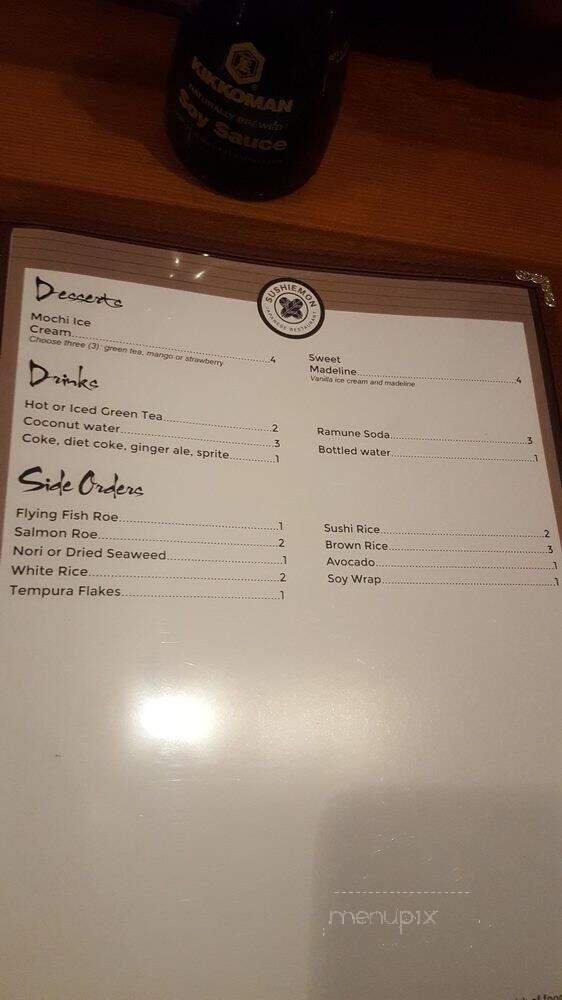 KIKKOMAN
NATURALLY BREWED
Soy Sauce
SUSHIEMON
JAPANESE RESTAURANT
Desserts
Mochi Ice
Cream 4
Choose three (3): green tea, mango or strawberry
Sweet
Madeline 4
Vanilla ice cream and madeline
Drinks
Hot or Iced Green Tea 2
Coconut water 3
Coke, diet coke, ginger ale, sprite 1
Ramune Soda 3
Bottled water 1
Side Orders
Flying Fish Roe 1
Salmon Roe 2
Nori or Dried Seaweed 1
White Rice 2
Tempura Flakes 1
Sushi Rice 2
Brown Rice 3
Avocado 1
Soy Wrap 1
menupix